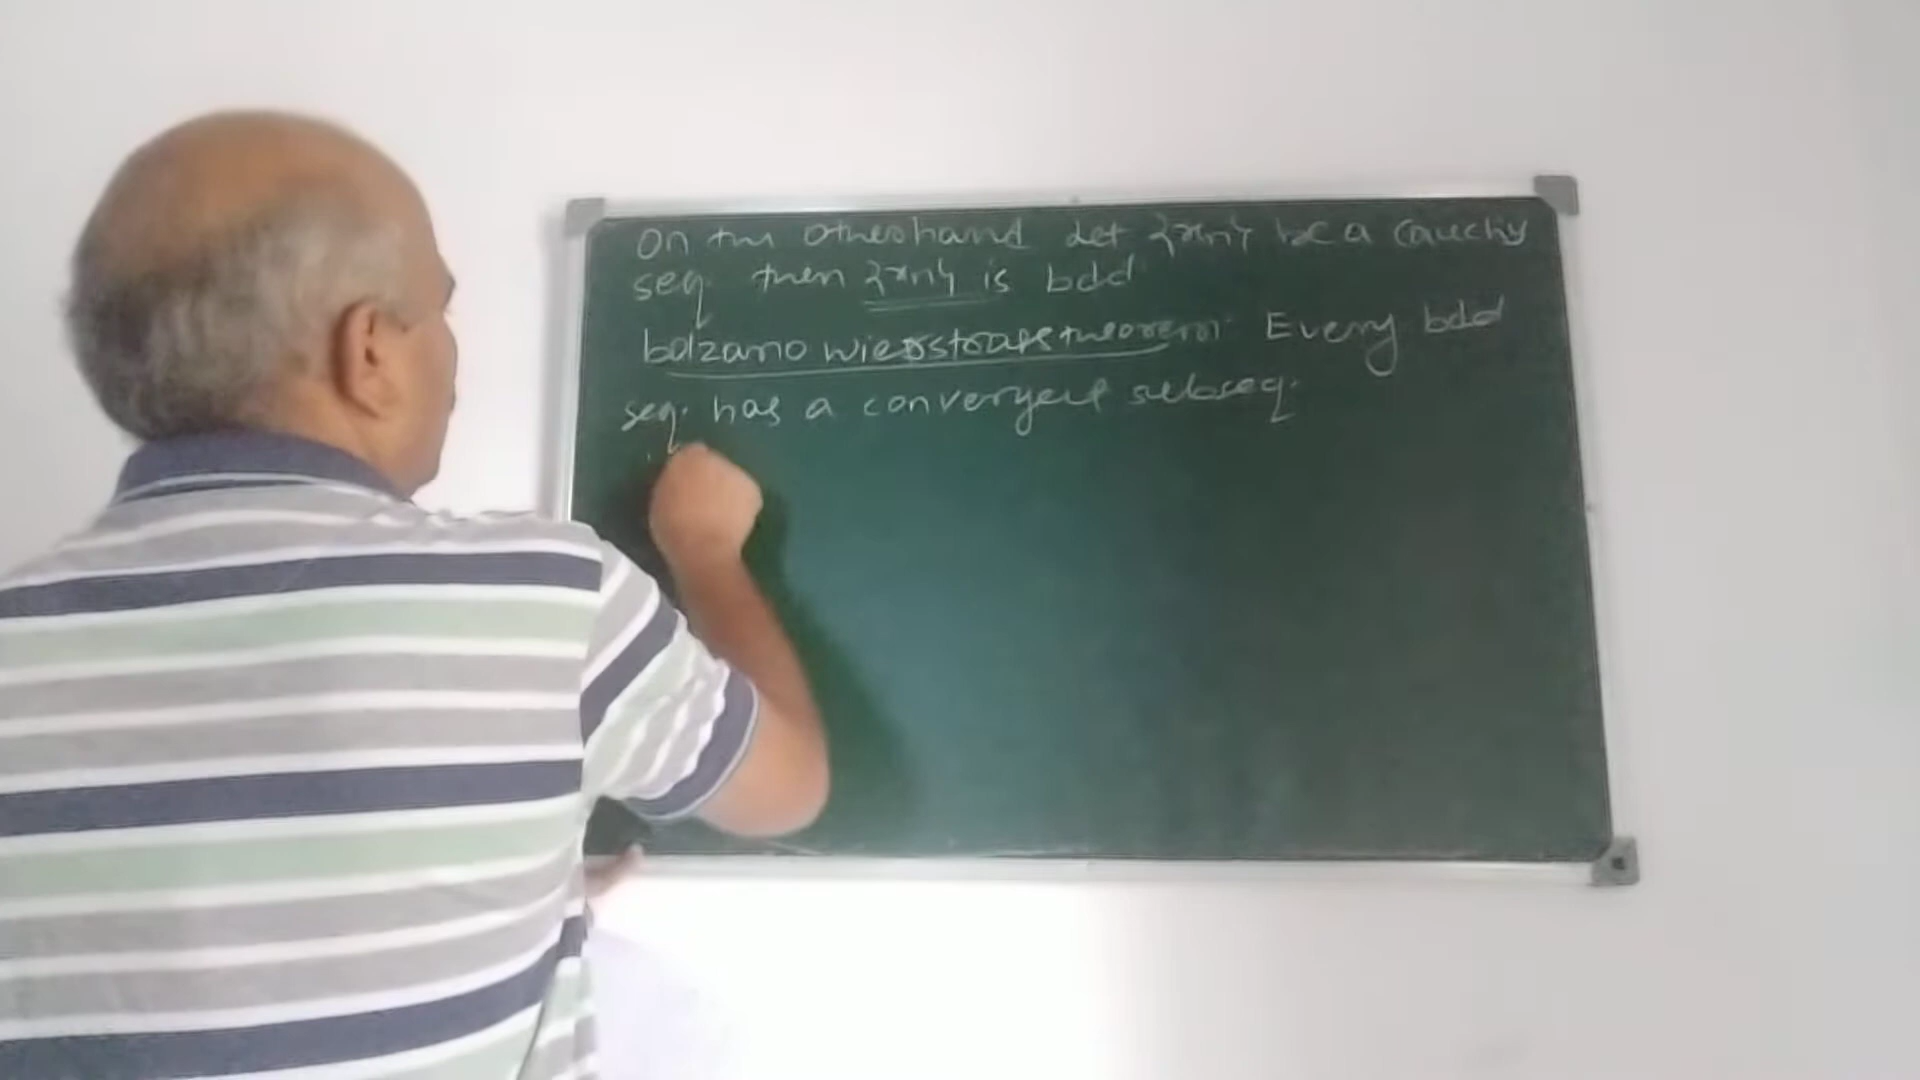 On the otherhand Let {xn} be a Cauchy
seq. then {xn} is bdd
bolzano wierstrass theorem. Every bdd
seq. has a convergent subseq.